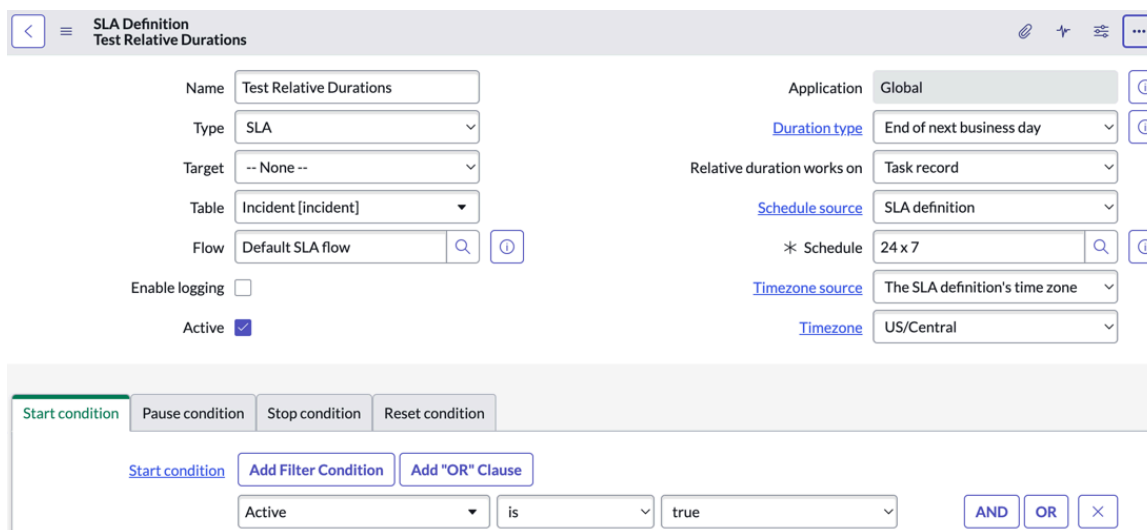 SLA Definition
Test Relative Durations
Name Test Relative Durations
Application Global
Type SLA
Duration type End of next business day
Target -- None --
Relative duration works on Task record
Table Incident [incident]
Schedule source SLA definition
Flow Default SLA flow
Schedule 24 x 7
Enable logging
Timezone source The SLA definition's time zone
Active
Timezone US/Central
Start condition Pause condition Stop condition Reset condition
Start condition Add Filter Condition Add "OR" Clause
Active is true AND OR